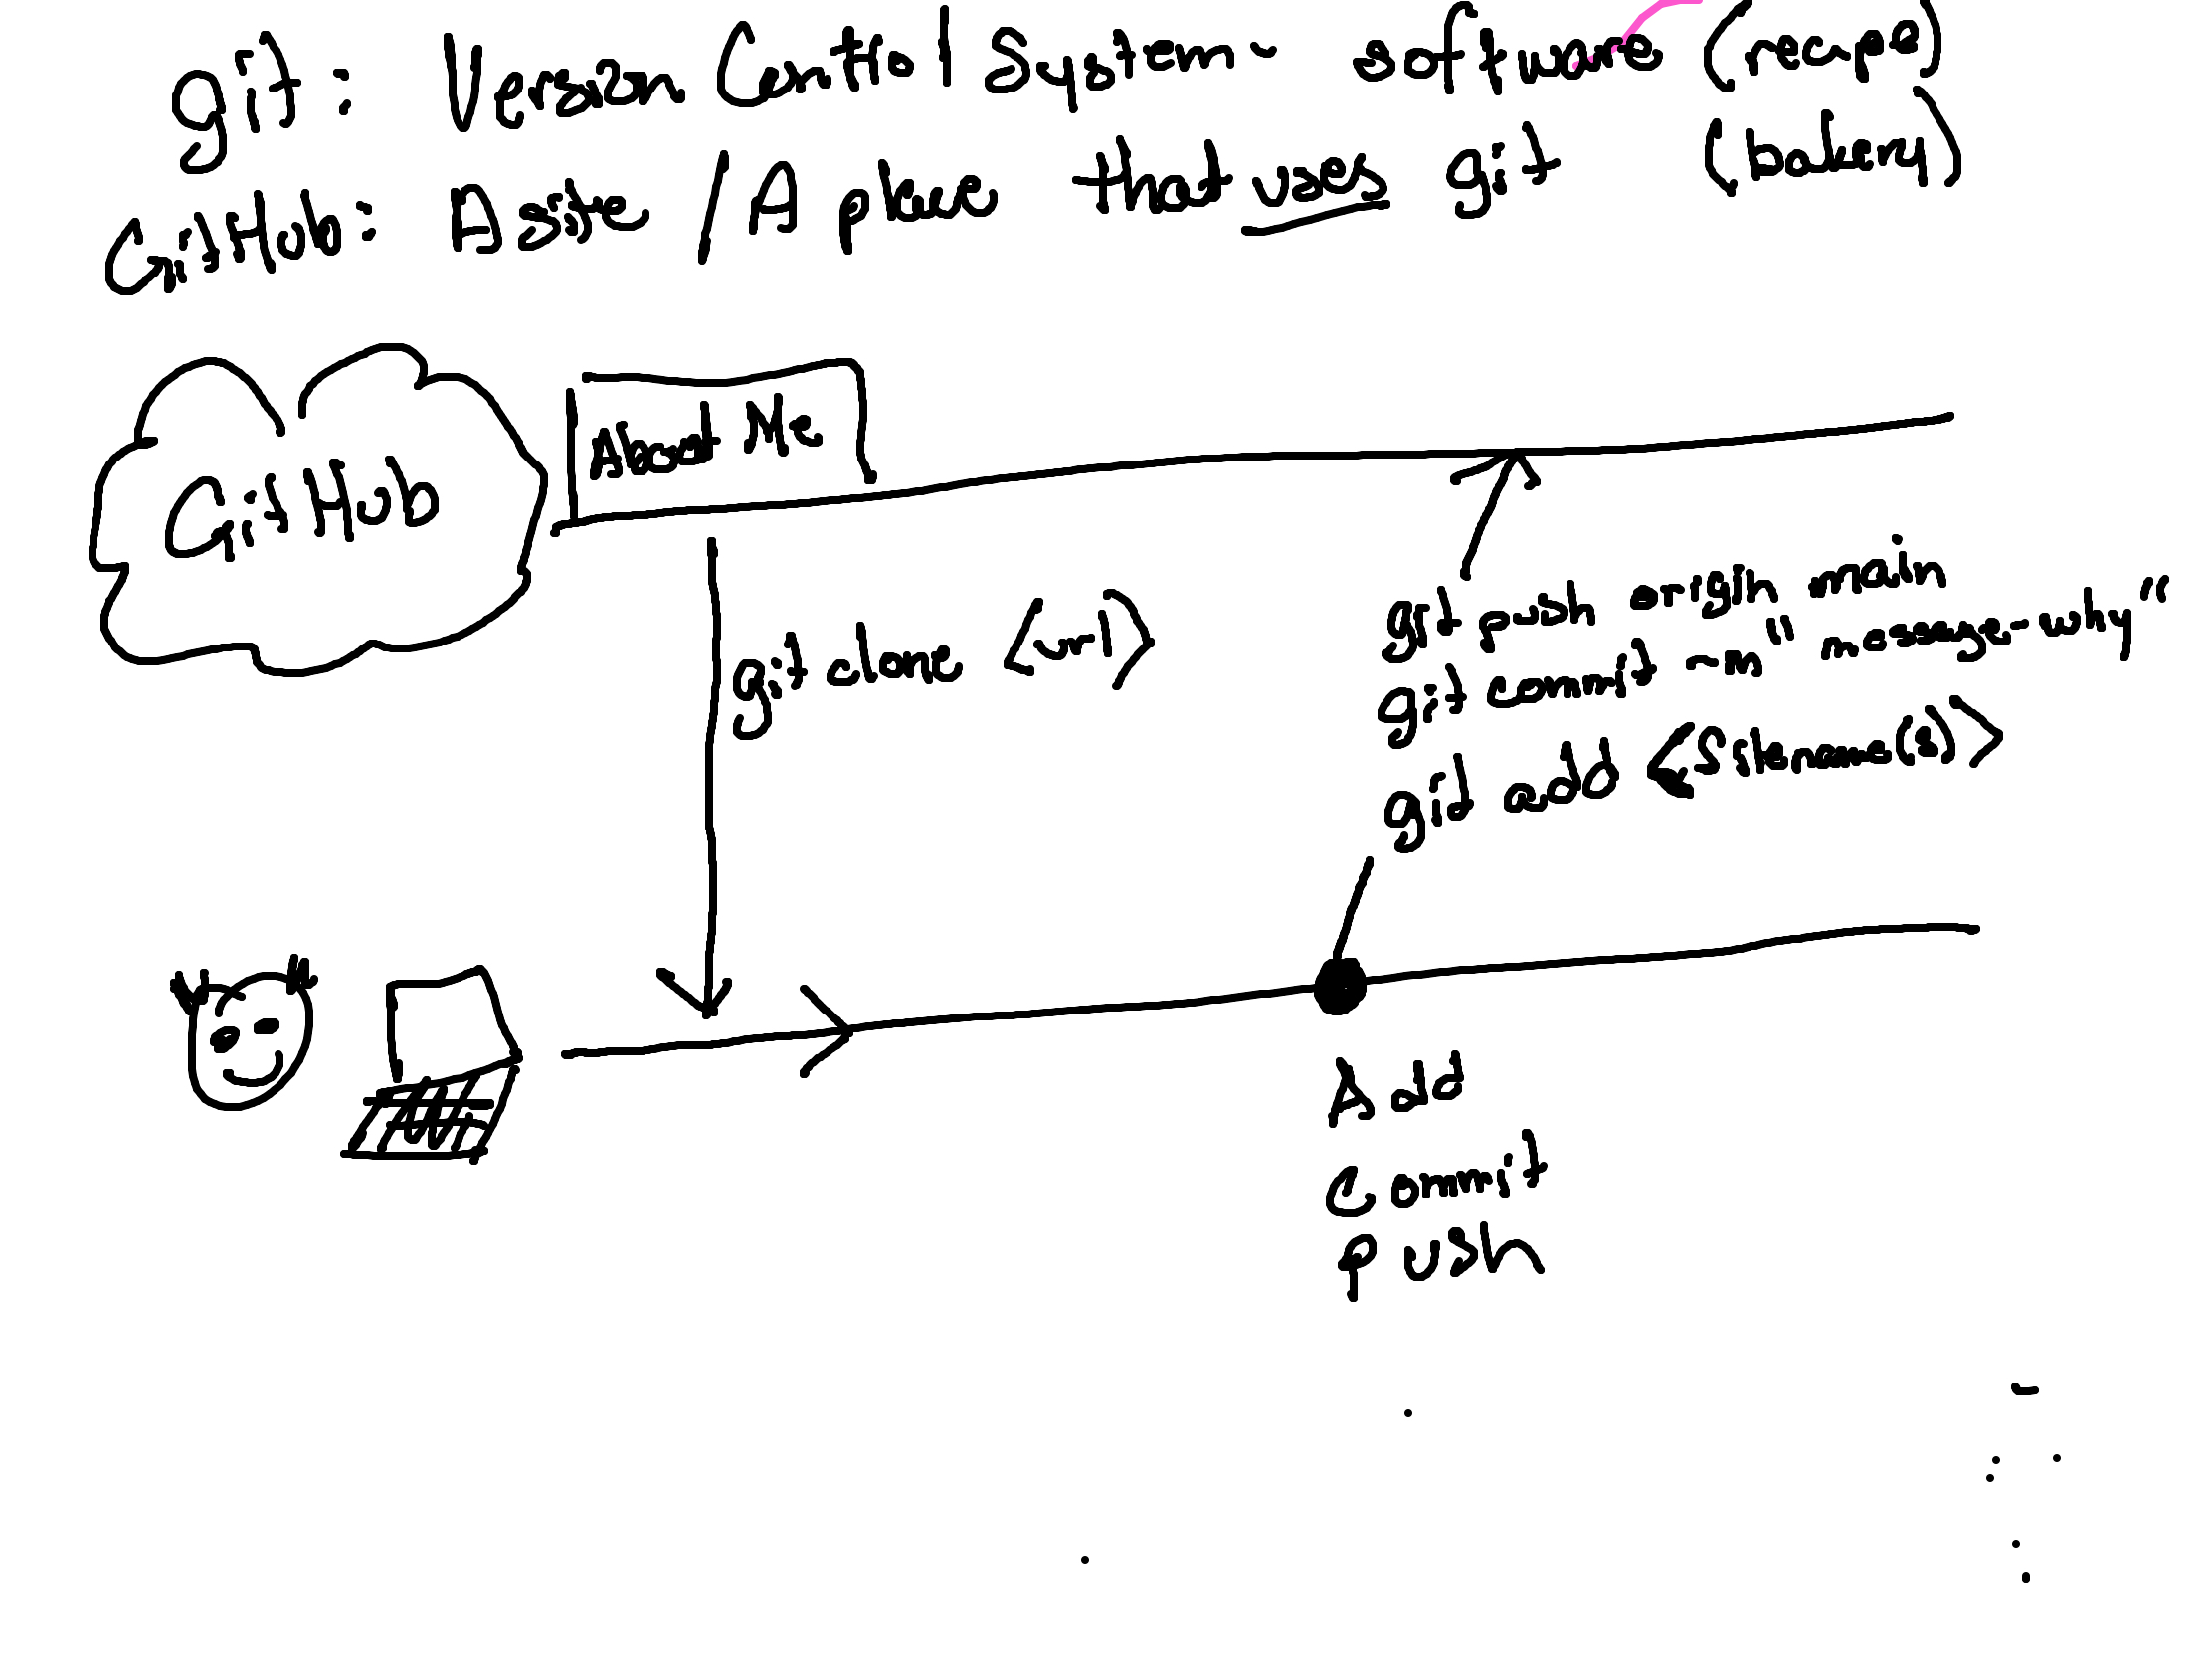 git: Version Control System - software (recipe)
GitHub: A site / A place that uses git (bakery)
About Me
GitHub
git push origin main
git clone <url>
git commit -m "message-why"
git add <filename(s)>
Add
Commit
Push